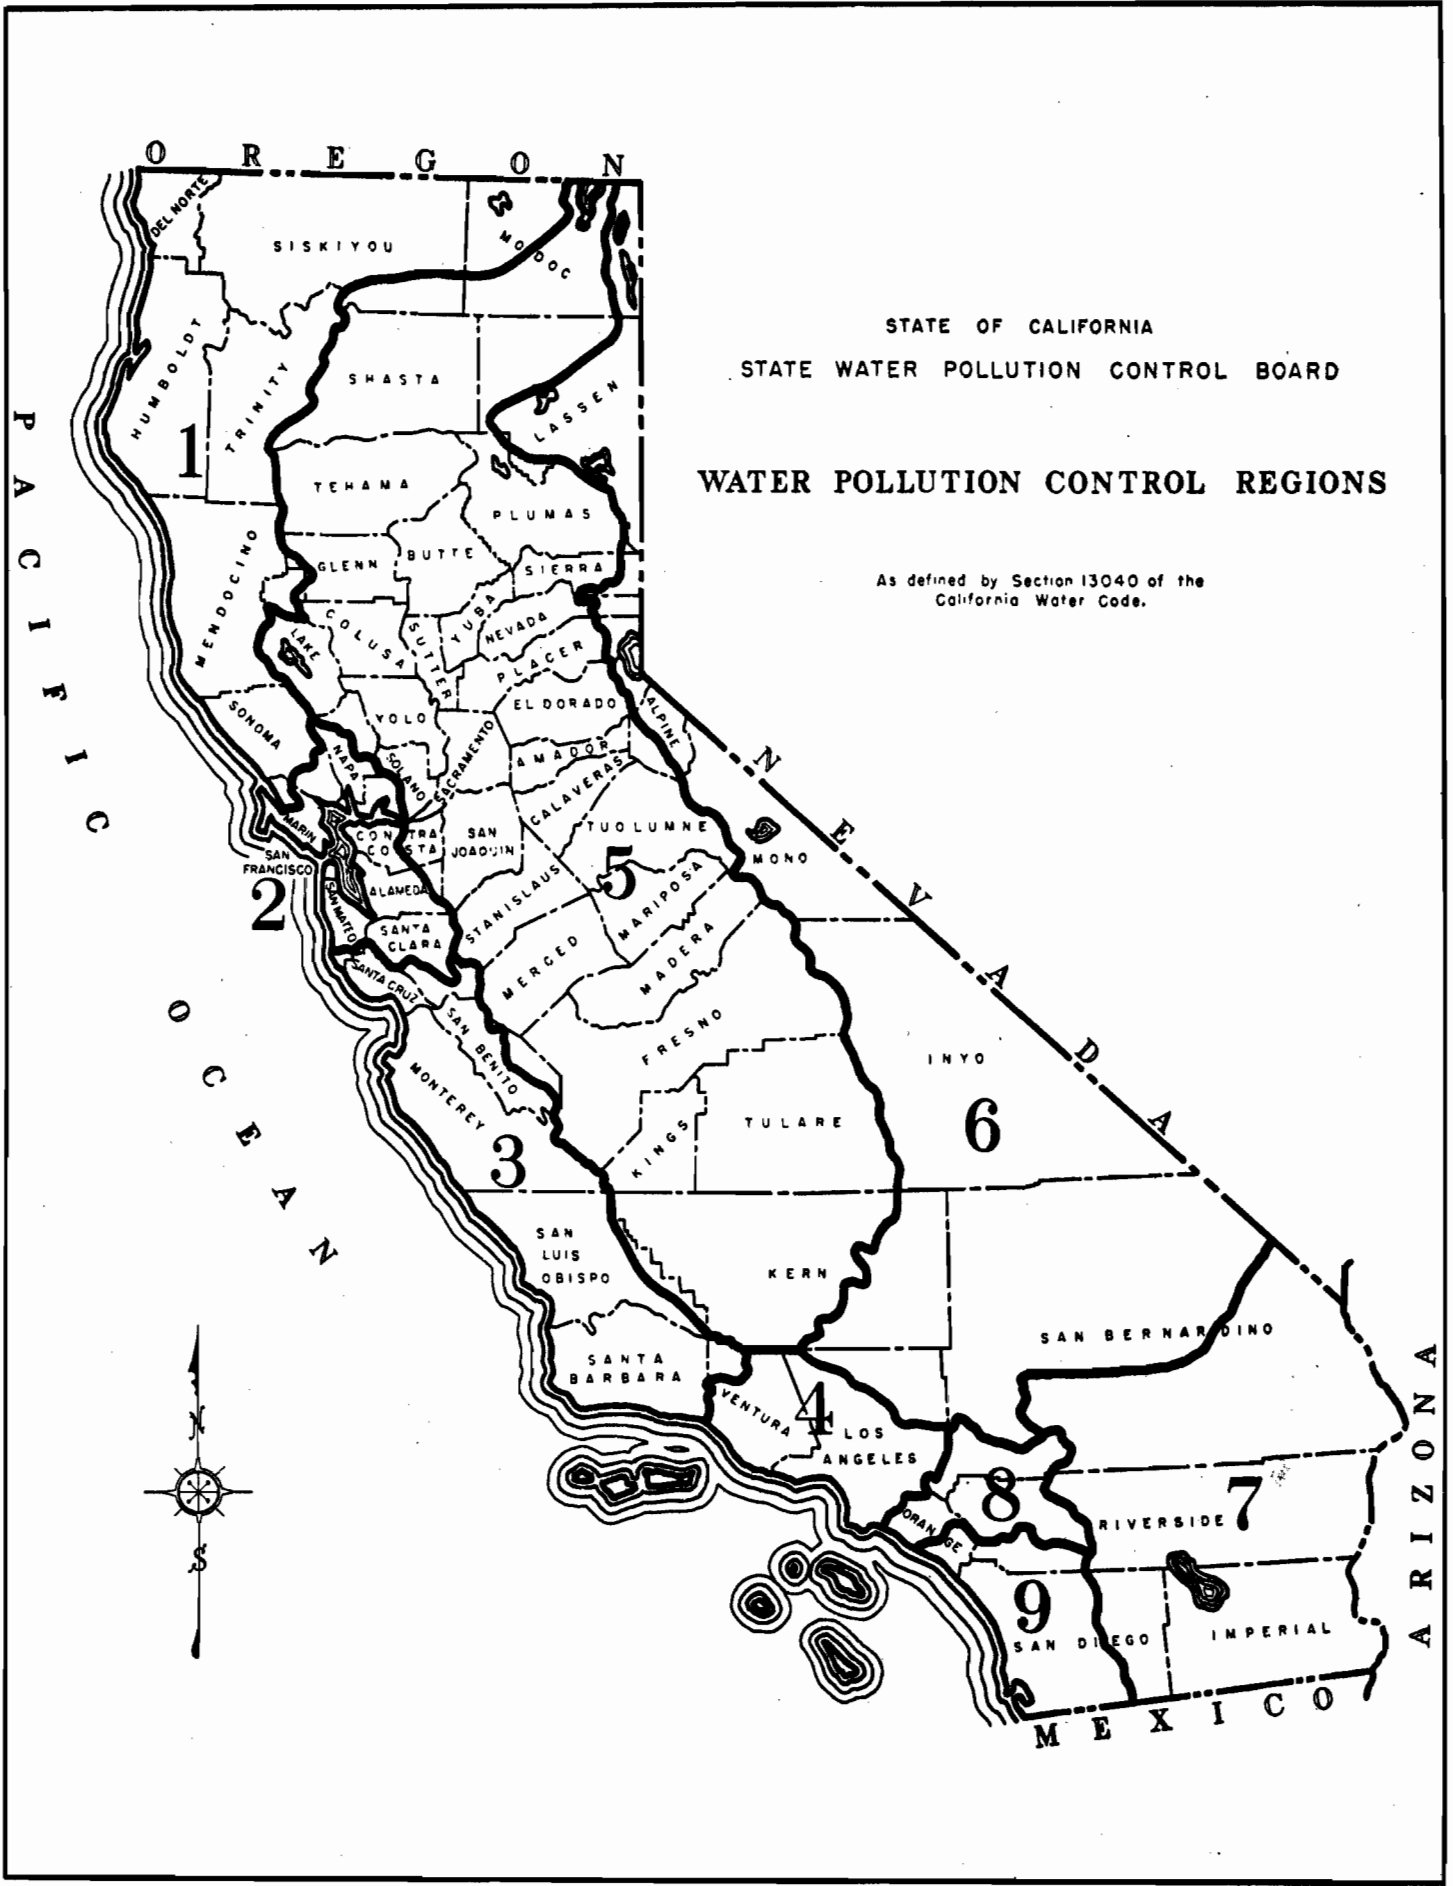 OREGON
DEL NORTE
SISKIYOU
MODOC
HUMBOLDT
TRINITY
SHASTA
LASSEN
1
STATE OF CALIFORNIA
STATE WATER POLLUTION CONTROL BOARD
WATER POLLUTION CONTROL REGIONS
As defined by Section 13040 of the
California Water Code.
PACIFIC OCEAN
TEHAMA
PLUMAS
MENDOCINO
GLENN
BUTTE
SIERRA
COLUSA
SUTTER
YUBA
NEVADA
PLACER
LAKE
SONOMA
NAPA
YOLO
SOLANO
SACRAMENTO
EL DORADO
ALPINE
AMADOR
CALAVERAS
MARIN
CONTRA
COSTA
SAN
JOAQUIN
TUOLUMNE
MONO
NEVADA
SAN
FRANCISCO
2
SAN MATEO
ALAMEDA
SANTA
CLARA
STANISLAUS
5
MARIPOSA
SANTA CRUZ
MERCED
MADERA
SAN BENITO
MONTEREY
FRESNO
INYO
KINGS
TULARE
6
3
SAN
LUIS
OBISPO
KERN
SAN BERNARDINO
SANTA
BARBARA
VENTURA
4
LOS
ANGELES
ARIZONA
N
S
8
ORANGE
RIVERSIDE
7
9
SAN DIEGO
IMPERIAL
MEXICO